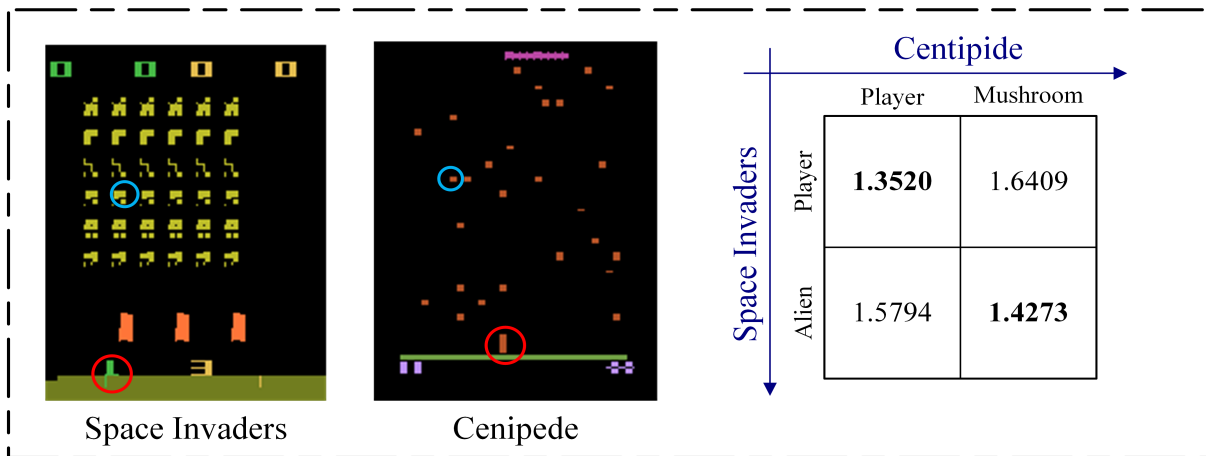 Centipide
Player Mushroom
Space Invaders
Player
1.3520 1.6409
Alien
1.5794 1.4273
Space Invaders
Cenipede